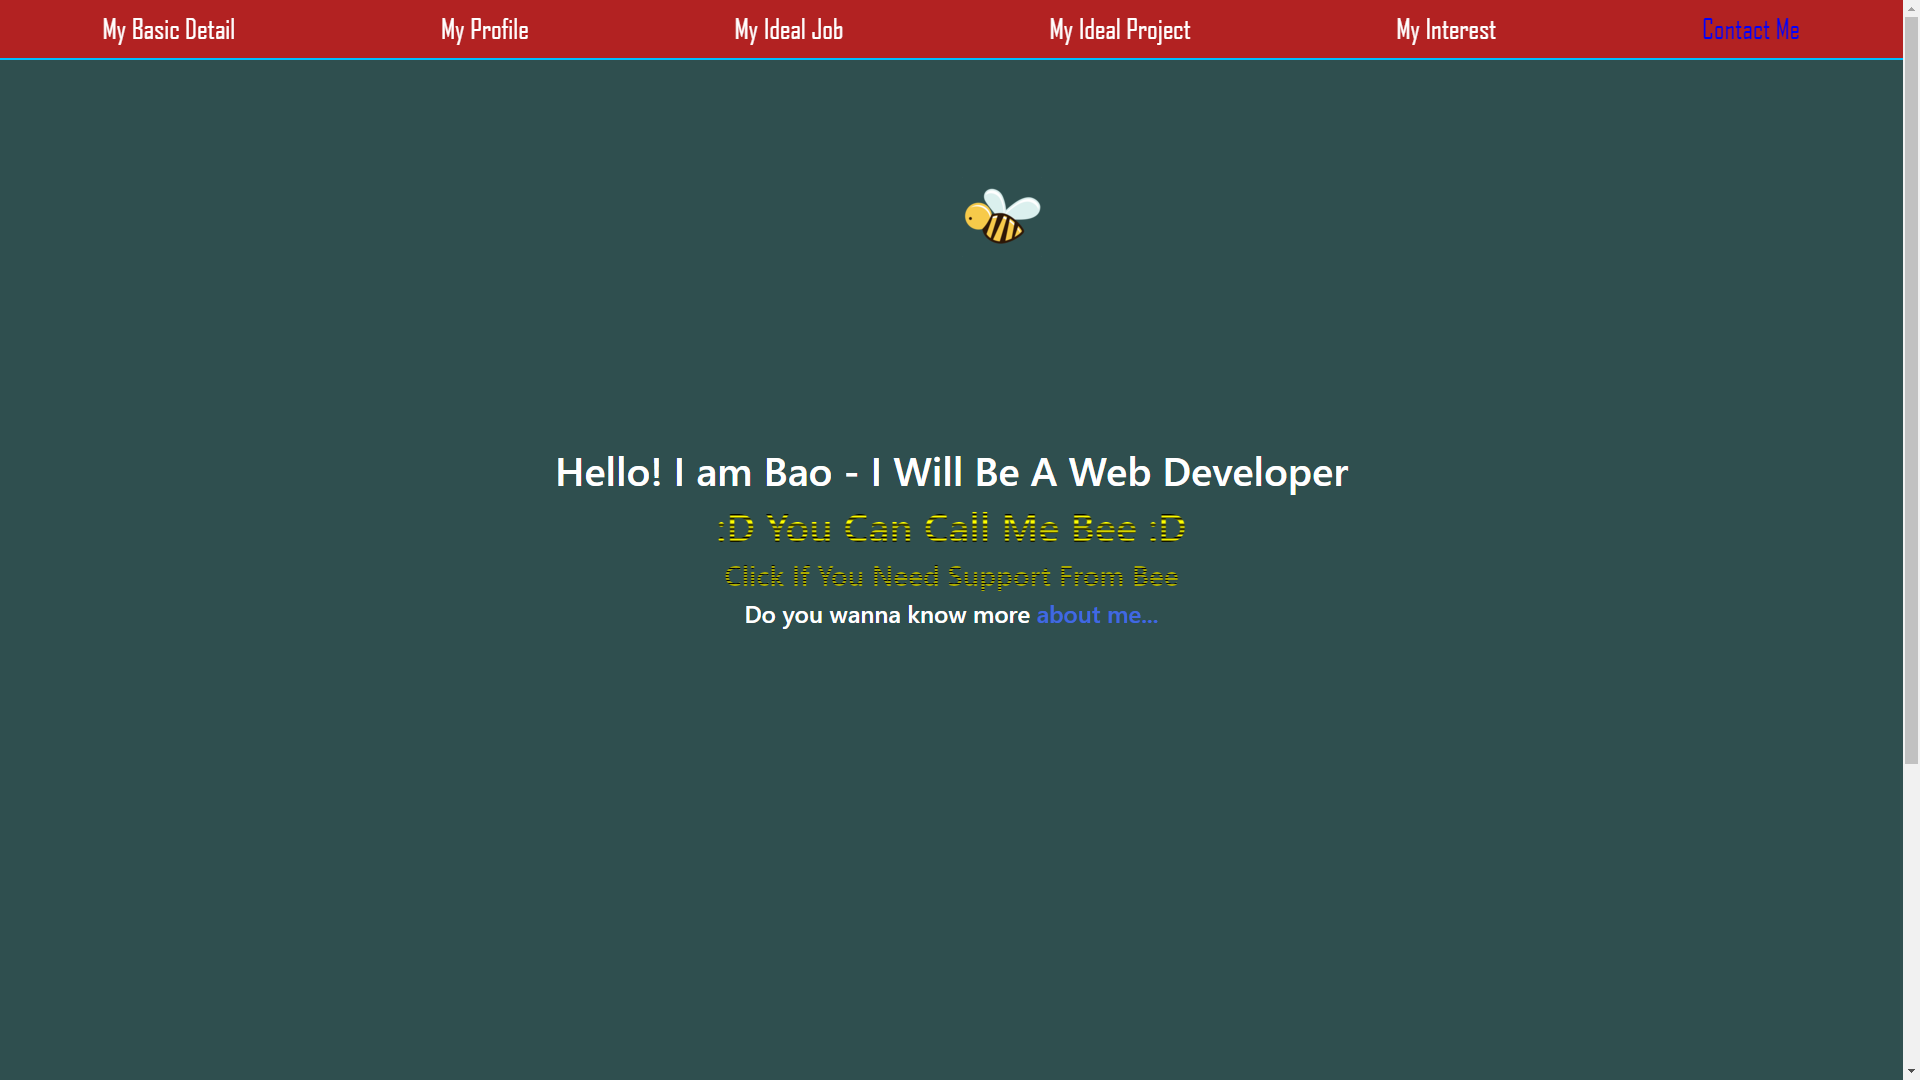 My Basic Detail
My Profile
My Ideal Job
My Ideal Project
My Interest
Contact Me
Hello! I am Bao - I Will Be A Web Developer
:D You Can Call Me Bee :D
Click If You Need Support From Bee
Do you wanna know more about me...